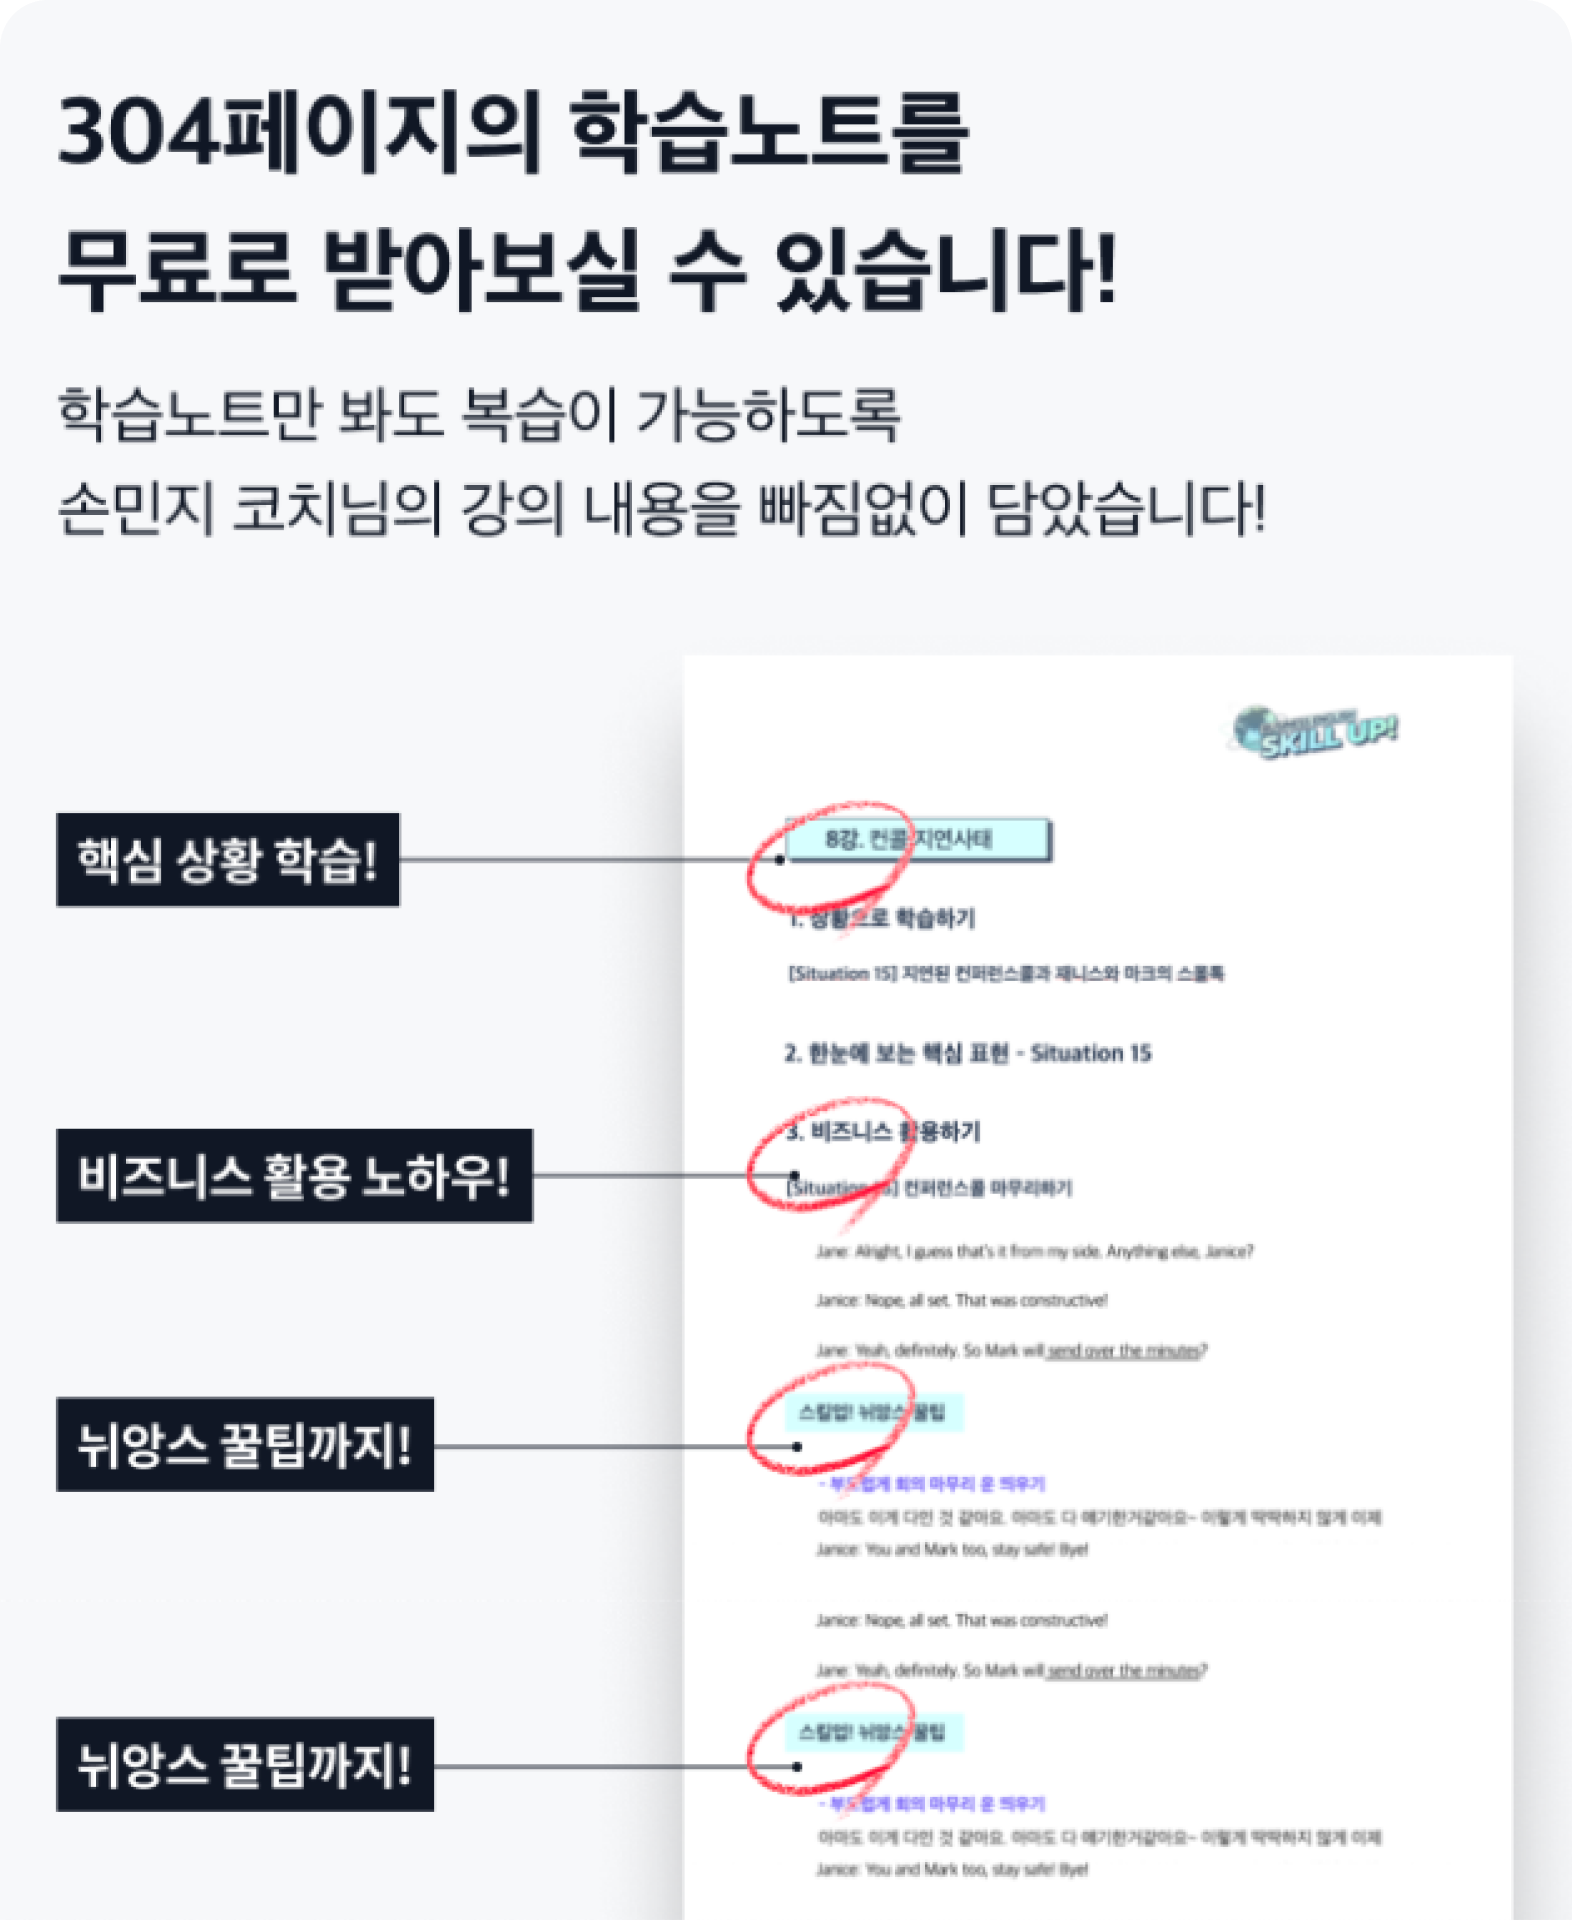 304페이지의 학습노트를
무료로 받아보실 수 있습니다!
학습노트만 봐도 복습이 가능하도록
손민지 코치님의 강의 내용을 빠짐없이 담았습니다!
SKILL UP!
핵심 상황 학습!
8강. 컨콜 지연사태
1. 상황으로 학습하기
[Situation 15] 지연된 컨퍼런스콜과 재니스와 마크의 스몰톡
2. 한눈에 보는 핵심 표현 - Situation 15
비즈니스 활용 노하우!
3. 비즈니스 활용하기
[Situation 컨퍼런스콜 마무리하기
Jane: Alright, I guess that's it from my side. Anything else, Janice?
Janice: Nope, all set. That was constructive!
Jane: Yeah, definitely. So Mark will send over the minutes?
뉘앙스 꿀팁까지!
스킬업! 뉘앙스 꿀팁
- 부드럽게 회의 마무리 운 띄우기
아마도 이게 다인 것 같아요. 아마도 다 얘기한거같아요~ 이렇게 딱딱하지 않게 이제
Janice: You and Mark too, stay safe! Bye!
Janice: Nope, all set. That was constructive!
Jane: Yeah, definitely. So Mark will send over the minutes?
뉘앙스 꿀팁까지!
스킬업! 뉘앙스 꿀팁
- 부드럽게 회의 마무리 운 띄우기
아마도 이게 다인 것 같아요. 아마도 다 얘기한거같아요~ 이렇게 딱딱하지 않게 이제
Janice: You and Mark too, stay safe! Bye!